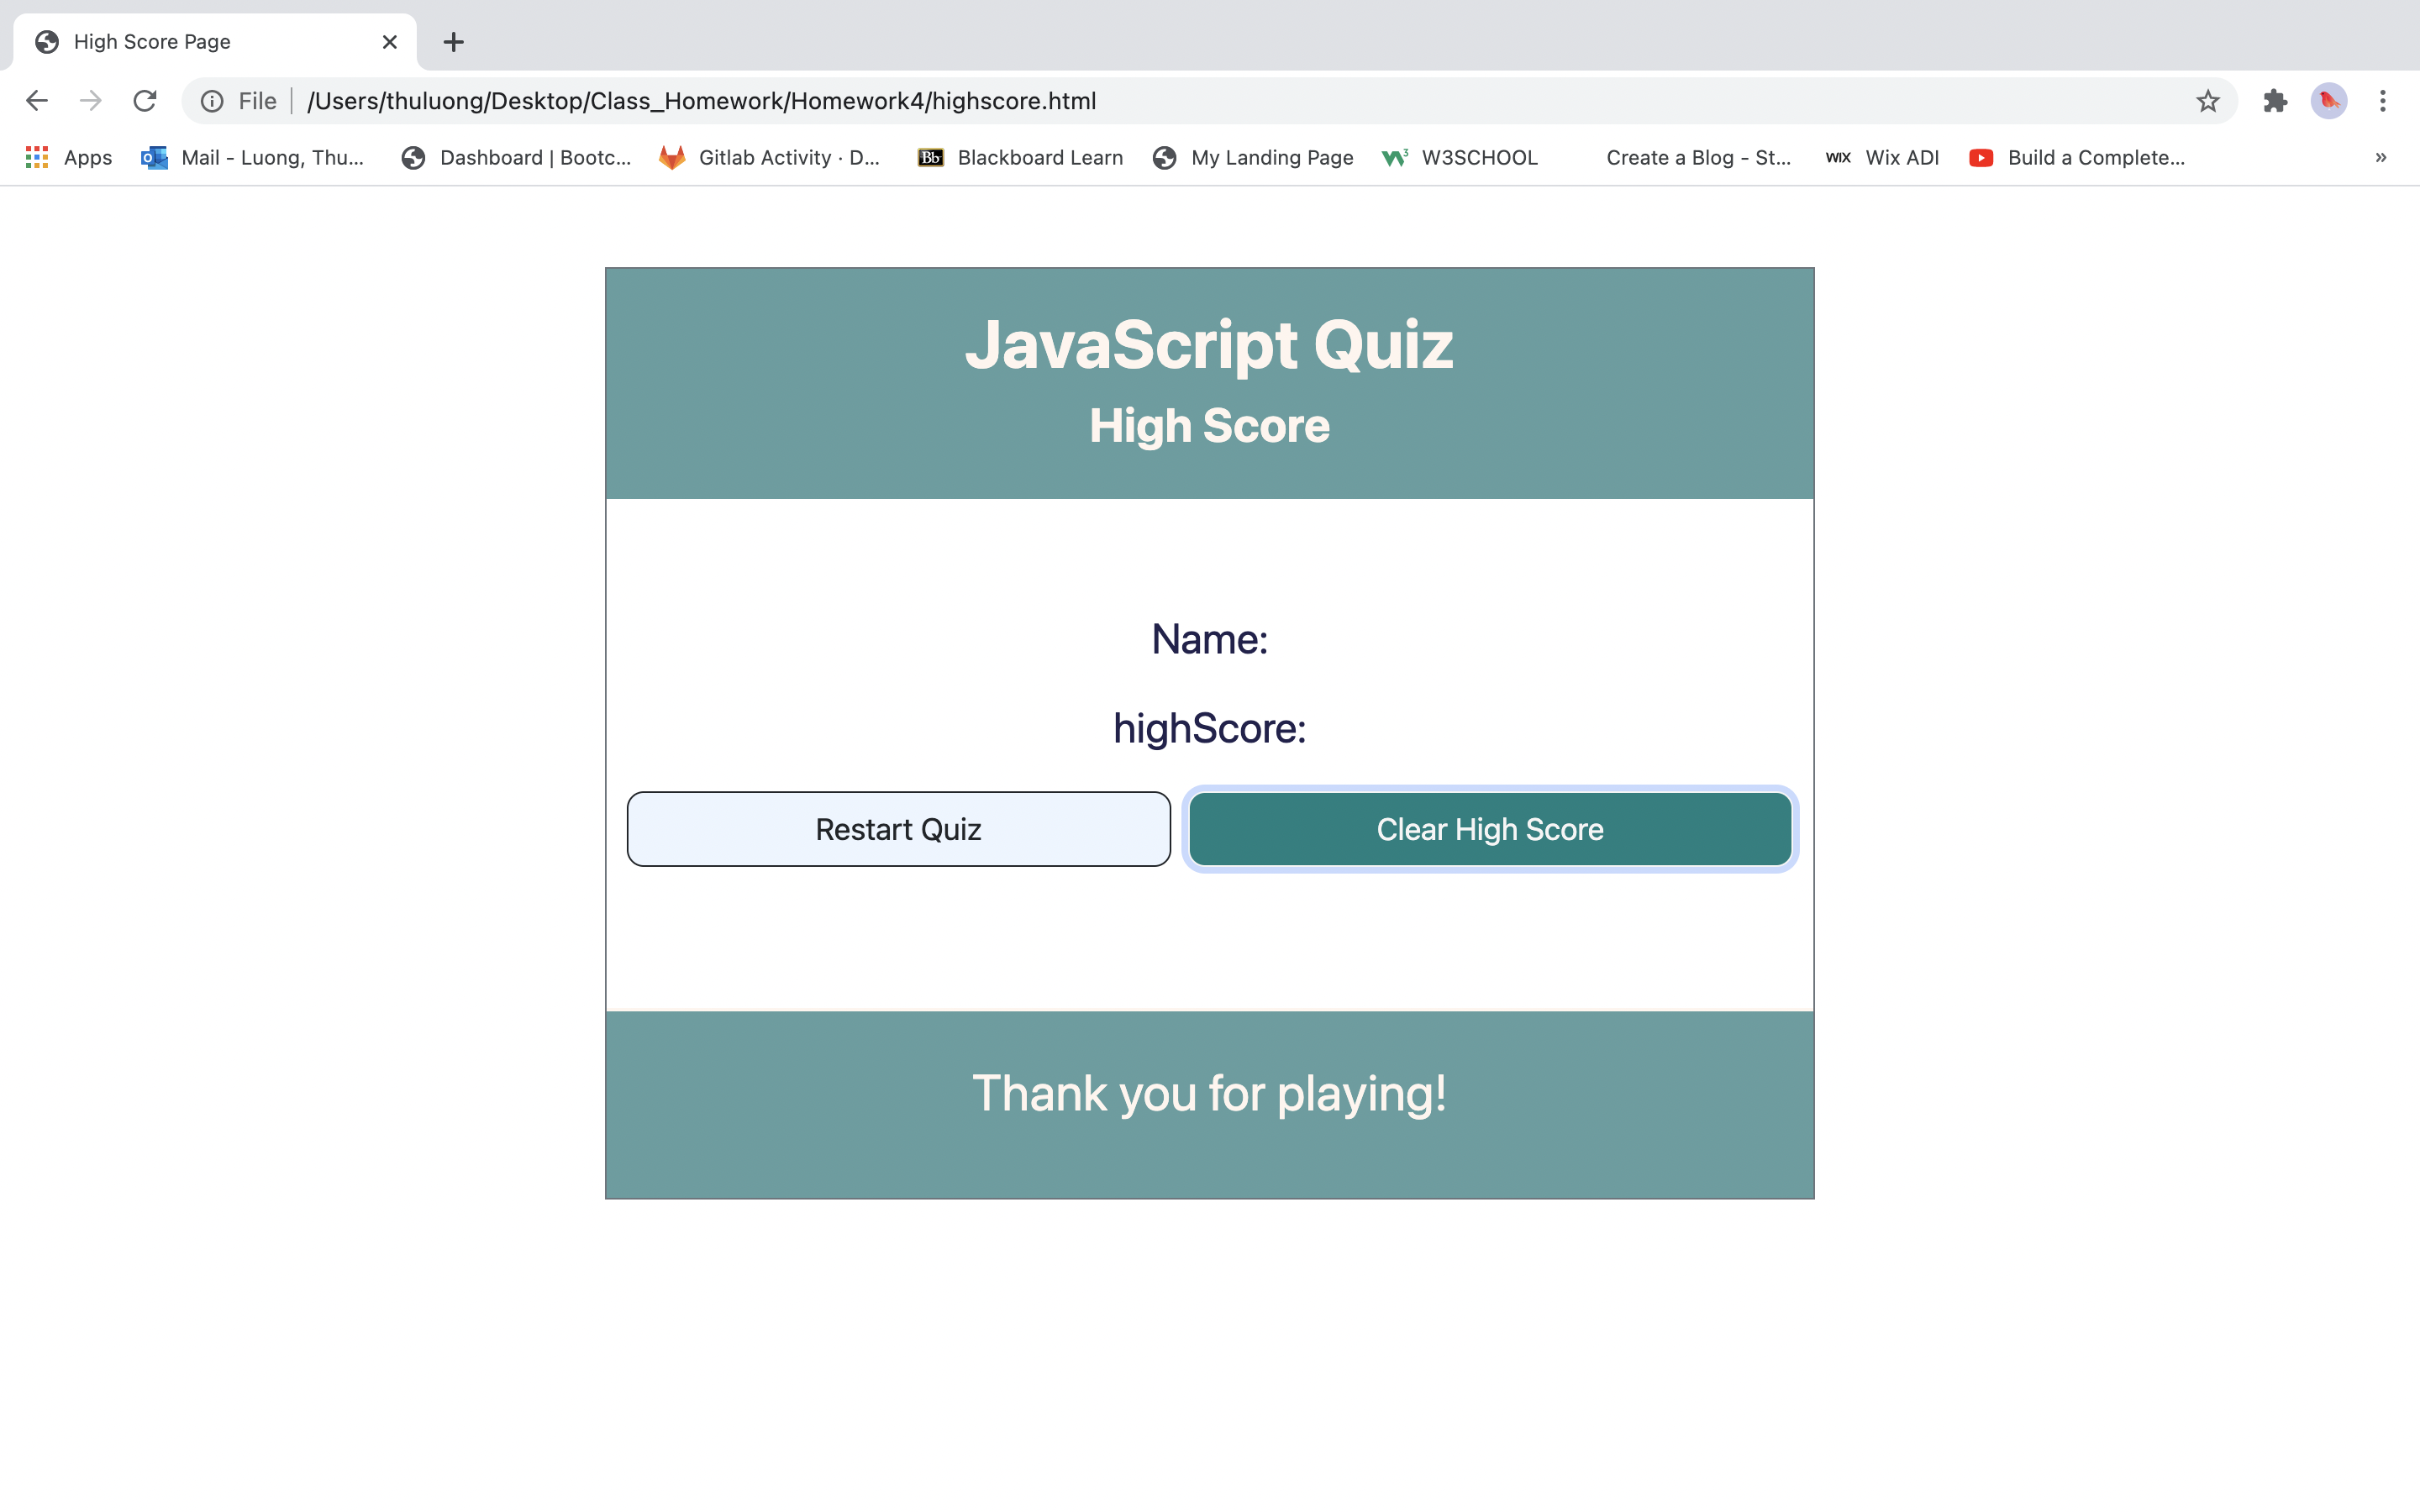 High Score Page
File /Users/thuluong/Desktop/Class_Homework/Homework4/highscore.html
Apps Mail - Luong, Thu... Dashboard | Bootc... Gitlab Activity · D... Bb Blackboard Learn My Landing Page W3SCHOOL Create a Blog - St... WIX Wix ADI Build a Complete... »
JavaScript Quiz
High Score
Name:
highScore:
Restart Quiz Clear High Score
Thank you for playing!